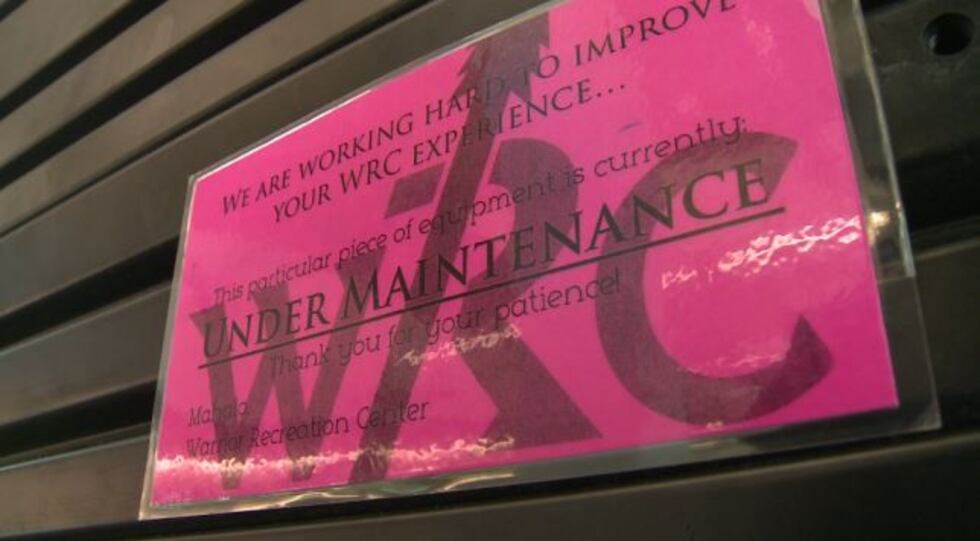 WE ARE WORKING HARD TO IMPROVE
YOUR WRC EXPERIENCE...
This particular piece of equipment is currently:
UNDER MAINTENANCE
Thank you for your patience!
Mahalo,
Warrior Recreation Center
WRC